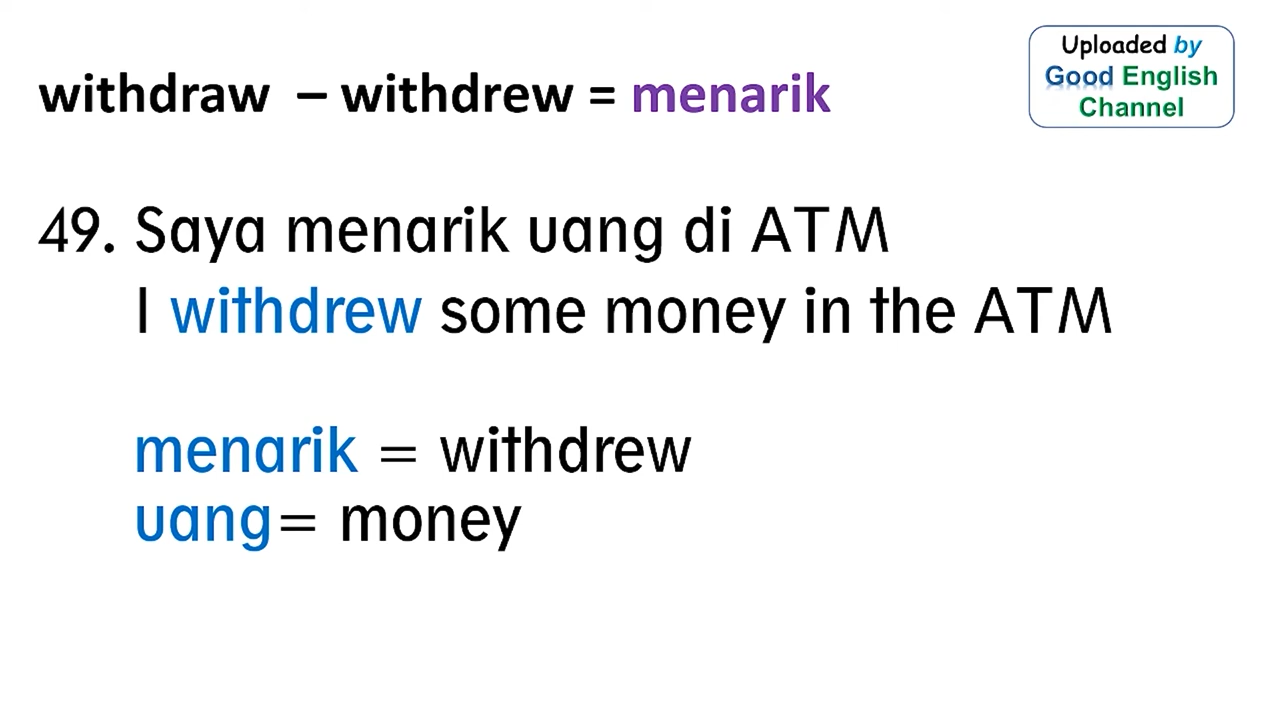 withdraw – withdrew = menarik
Uploaded by
Good English
Channel
49. Saya menarik uang di ATM
I withdrew some money in the ATM
menarik = withdrew
uang= money